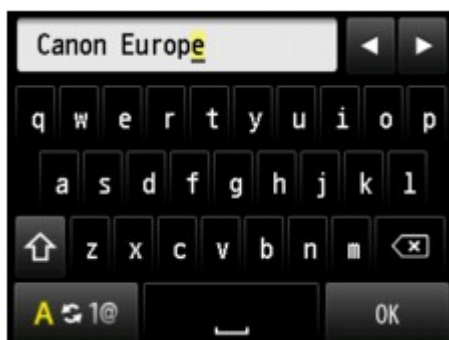 Canon Europe
q w e r t y u i o p
a s d f g h j k l
z x c v b n m
A 1@ OK